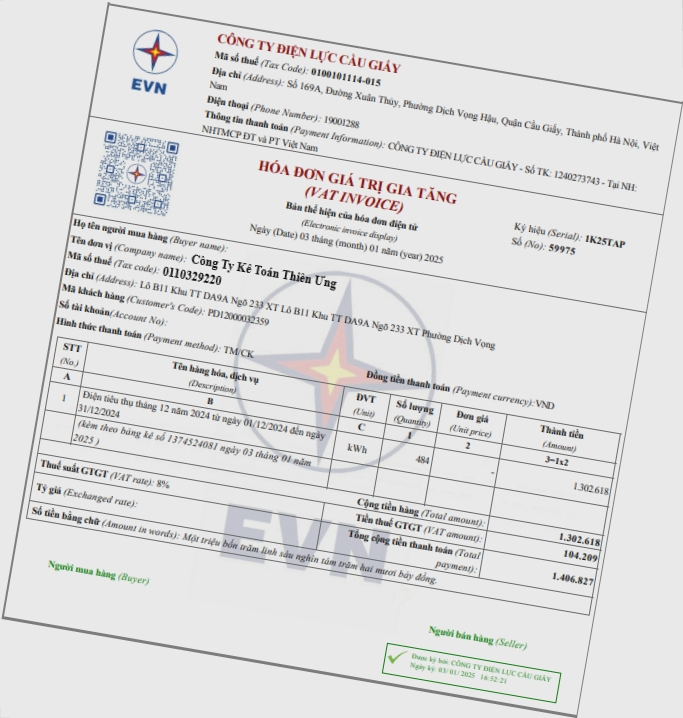 EVN
CÔNG TY ĐIỆN LỰC CẦU GIẤY
Mã số thuế (Tax Code): 0100101114-015
Địa chỉ (Address): Số 169A, Đường Xuân Thủy, Phường Dịch Vọng Hậu, Quận Cầu Giấy, Thành phố Hà Nội, Việt
Nam
Điện thoại (Phone Number): 19001288
Thông tin thanh toán (Payment Information): CÔNG TY ĐIỆN LỰC CẦU GIẤY - Số TK: 1240273743 - Tại NH:
NHTMCP ĐT và PT Việt Nam
HÓA ĐƠN GIÁ TRỊ GIA TĂNG
(VAT INVOICE)
Bản thể hiện của hóa đơn điện tử
(Electronic invoice display)
Ngày (Date) 03 tháng (month) 01 năm (year) 2025
Ký hiệu (Serial): 1K25TAP
Số (No): 59975
Họ tên người mua hàng (Buyer name):
Tên đơn vị (Company name): Công Ty Kế Toán Thiên Ưng
Mã số thuế (Tax code): 0110329220
Địa chỉ (Address): Lô B11 Khu TT DA9A Ngõ 233 XT Lô B11 Khu TT DA9A Ngõ 233 XT Phường Dịch Vọng
Mã khách hàng (Customer's Code): PD12000032359
Số tài khoản(Account No):
Hình thức thanh toán (Payment method): TM/CK
Đồng tiền thanh toán (Payment currency):VND
STT
(No.)
Tên hàng hóa, dịch vụ
(Description)
ĐVT
(Unit)
Số lượng
(Quantity)
Đơn giá
(Unit price)
Thành tiền
(Amount)
A
B
C
1
2
3=1x2
1
Điện tiêu thụ tháng 12 năm 2024 từ ngày 01/12/2024 đến ngày
31/12/2024
(kèm theo bảng kê số 1374524081 ngày 03 tháng 01 năm
2025 )
kWh
484
-
1.302.618
Thuế suất GTGT (VAT rate): 8%
Cộng tiền hàng (Total amount):
1.302.618
Tiền thuế GTGT (VAT amount):
104.209
Tỷ giá (Exchanged rate):
Tổng cộng tiền thanh toán (Total
payment):
1.406.827
Số tiền bằng chữ (Amount in words): Một triệu bốn trăm linh sáu nghìn tám trăm hai mươi bảy đồng.
EVN
Người mua hàng (Buyer)
Người bán hàng (Seller)
Được ký bởi: CÔNG TY ĐIỆN LỰC CẦU GIẤY
Ngày ký: 03/01/2025 16:52:21